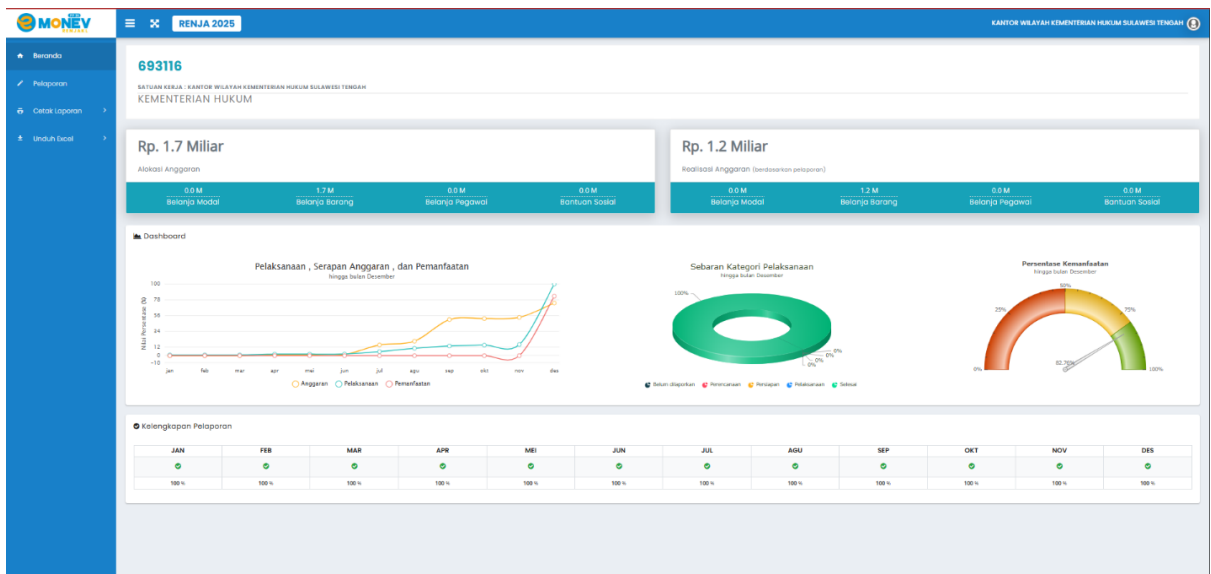 e MONEV
RENJA 2025
KANTOR WILAYAH KEMENTERIAN HUKUM SULAWESI TENGAH
Beranda
Pelaporan
Cetak Laporan
Unduh Excel
693116
SATUAN KERJA : KANTOR WILAYAH KEMENTERIAN HUKUM SULAWESI TENGAH
KEMENTERIAN HUKUM
Rp. 1.7 Miliar
Alokasi Anggaran
0.0 M 1.7 M 0.0 M 0.0 M
Belanja Modal Belanja Barang Belanja Pegawai Bantuan Sosial
Rp. 1.2 Miliar
Realisasi Anggaran (berdasarkan pelaporan)
0.0 M 1.2 M 0.0 M 0.0 M
Belanja Modal Belanja Barang Belanja Pegawai Bantuan Sosial
Dashboard
Pelaksanaan , Serapan Anggaran , dan Pemanfaatan
hingga bulan Desember
Nilai Persentase (%)
100
78
56
34
12
0
-10
jan feb mar apr mei jun jul agu sep okt nov des
Anggaran Pelaksanaan Pemanfaatan
Sebaran Kategori Pelaksanaan
hingga bulan Desember
100%
0%
0%
0%
0%
Belum dilaporkan Perencanaan Persiapan Pelaksanaan Selesai
Persentase Kemanfaatan
hingga bulan Desember
50%
25% 75%
82.76%
0% 100%
Kelengkapan Pelaporan
JAN FEB MAR APR MEI JUN JUL AGU SEP OKT NOV DES
100 % 100 % 100 % 100 % 100 % 100 % 100 % 100 % 100 % 100 % 100 % 100 %